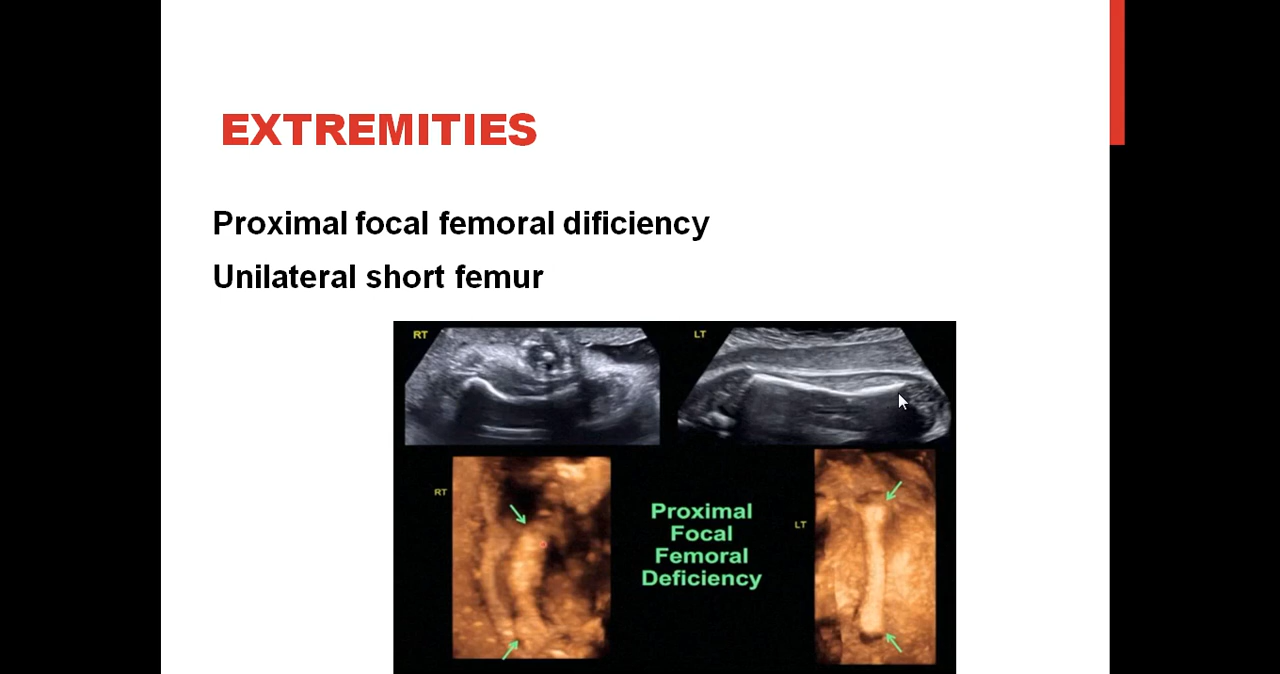 EXTREMITIES
Proximal focal femoral dificiency
Unilateral short femur
RT
LT
RT
LT
Proximal
Focal
Femoral
Deficiency